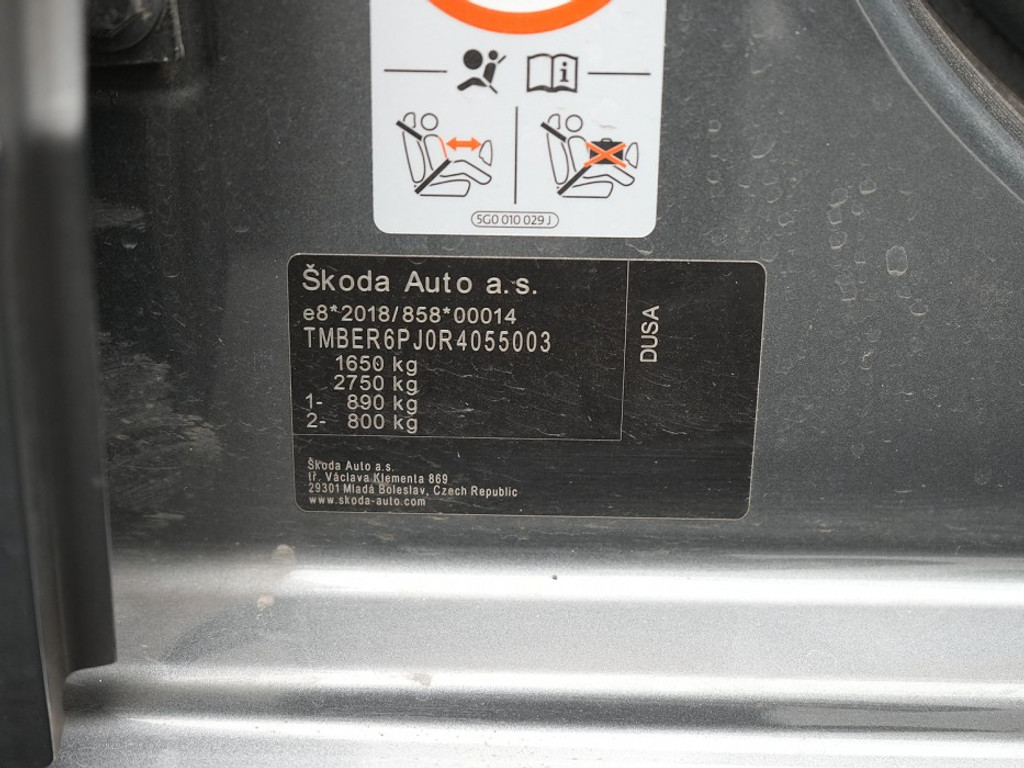 5G0 010 029 J
Škoda Auto a.s.
e8*2018/858*00014
TMBER6PJ0R4055003
1650 kg
2750 kg
1- 890 kg
2- 800 kg
DUSA
Škoda Auto a.s.
tř. Václava Klementa 869
29301 Mladá Boleslav, Czech Republic
www.skoda-auto.com